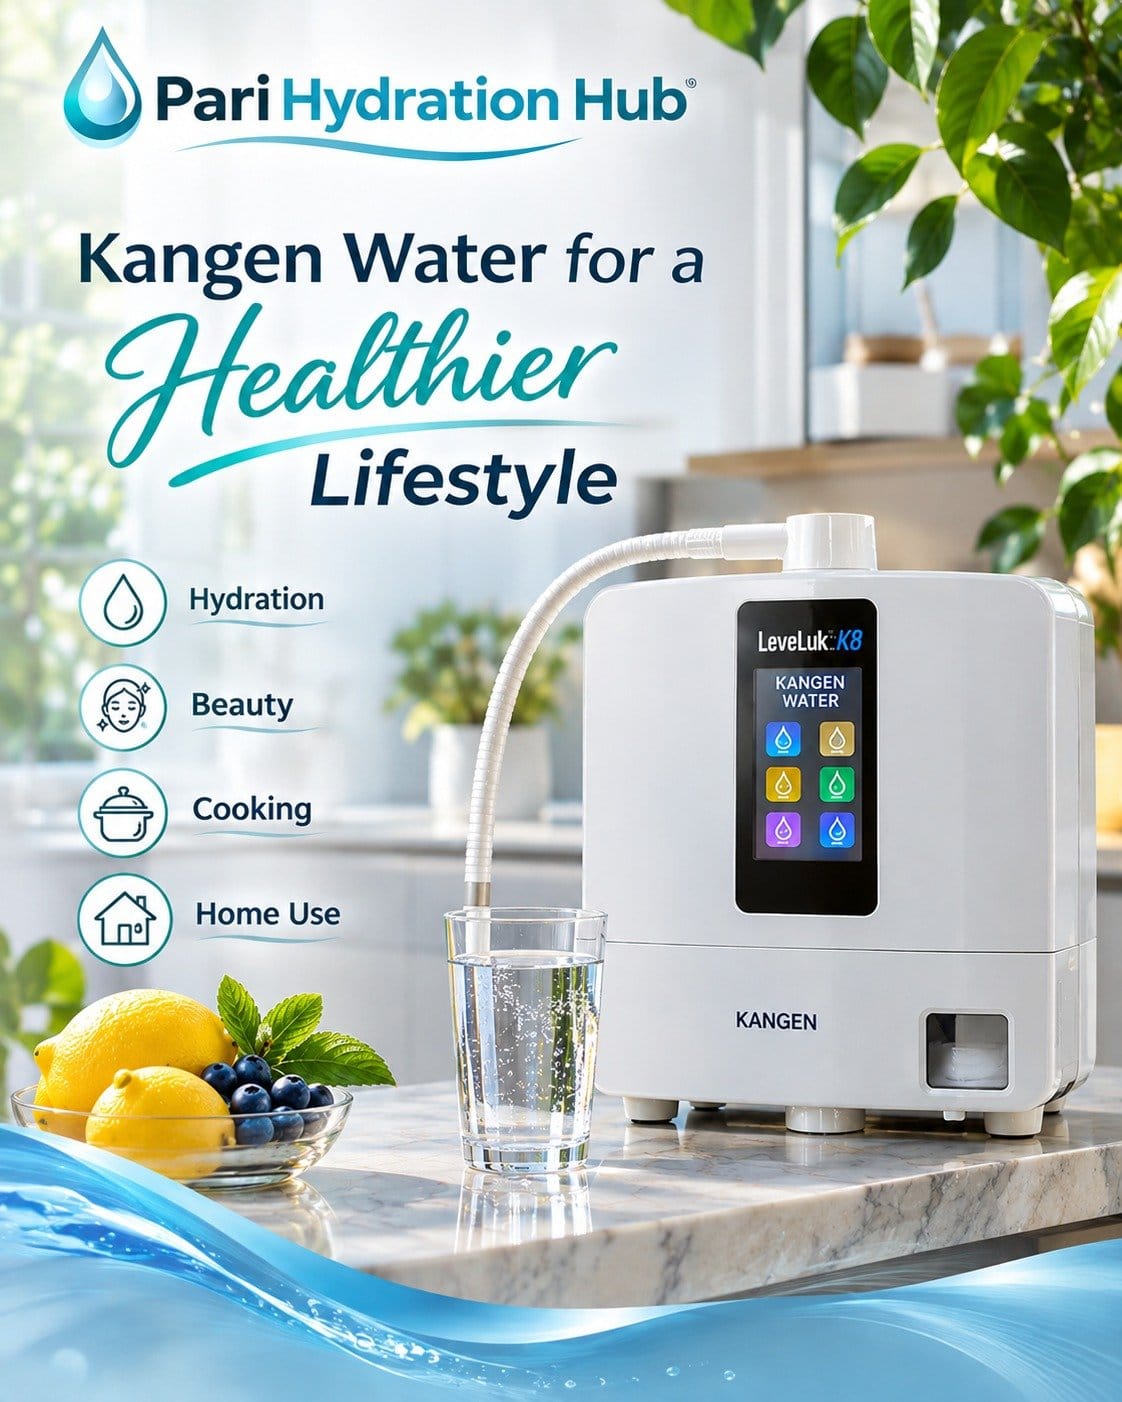 Pari Hydration Hub
Kangen Water for a
Healthier
Lifestyle
Hydration
Beauty
Cooking
Home Use
LeveLuk K8
KANGEN
WATER
KANGEN